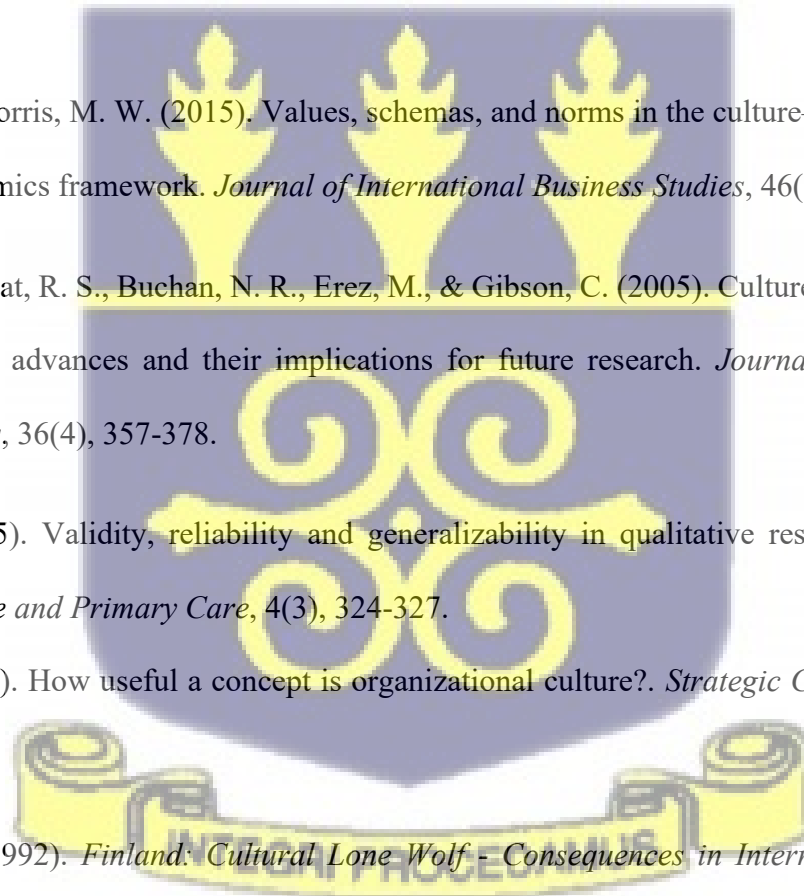 orris, M. W. (2015). Values, schemas, and norms in the culture-
mics framework. Journal of International Business Studies, 46(
at, R. S., Buchan, N. R., Erez, M., & Gibson, C. (2005). Culture
advances and their implications for future research. Journa
, 36(4), 357-378.
5). Validity, reliability and generalizability in qualitative res
e and Primary Care, 4(3), 324-327.
). How useful a concept is organizational culture?. Strategic C
992). Finland: Cultural Lone Wolf - Consequences in Intern
INTEGRI PROCEDAMUS